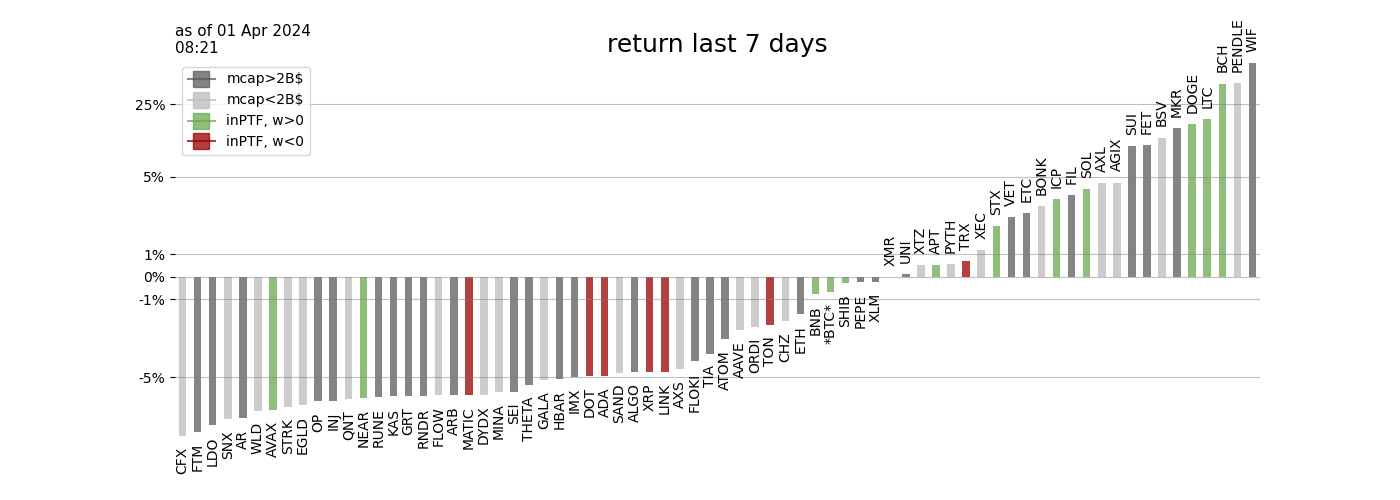 as of 01 Apr 2024
08:21
return last 7 days
mcap>2B$
mcap<2B$
inPTF, w>0
inPTF, w<0
25%
5%
1%
0%
-1%
-5%
CFX
FTM
LDO
SNX
AR
WLD
AVAX
STRK
EGLD
OP
INJ
QNT
NEAR
RUNE
KAS
GRT
RNDR
FLOW
ARB
MATIC
DYDX
MINA
SEI
THETA
GALA
HBAR
IMX
DOT
ADA
SAND
ALGO
XRP
LINK
AXS
FLOKI
TIA
ATOM
AAVE
ORDI
TON
CHZ
ETH
BNB
*BTC*
SHIB
PEPE
XLM
XMR
UNI
XTZ
APT
PYTH
TRX
XEC
STX
VET
ETC
BONK
ICP
FIL
SOL
AXL
AGIX
SUI
FET
BSV
MKR
DOGE
LTC
BCH
PENDLE
WIF